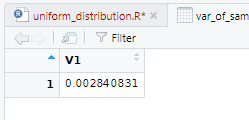 uniform_distribution.R* var_of_sam
Filter
V1
1 0.002840831